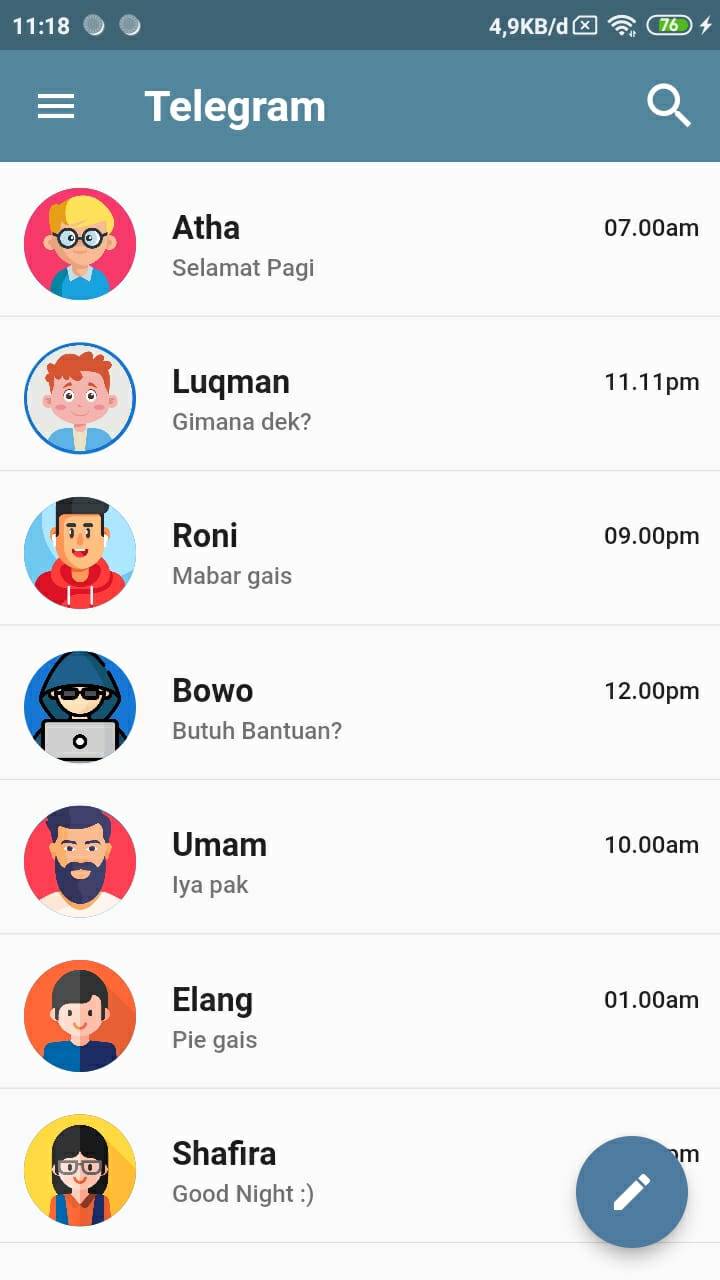 11:18 4,9KB/d 76
Telegram
Atha 07.00am
Selamat Pagi
Luqman 11.11pm
Gimana dek?
Roni 09.00pm
Mabar gais
Bowo 12.00pm
Butuh Bantuan?
Umam 10.00am
Iya pak
Elang 01.00am
Pie gais
Shafira
Good Night :)